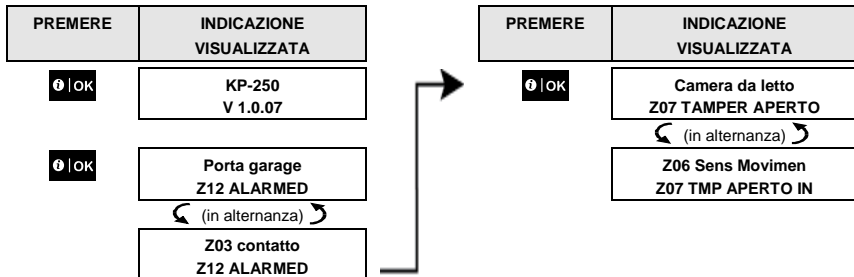 PREMERE
INDICAZIONE
VISUALIZZATA
OK
KP-250
V 1.0.07
OK
Porta garage
Z12 ALARMED
(in alternanza)
Z03 contatto
Z12 ALARMED
PREMERE
INDICAZIONE
VISUALIZZATA
OK
Camera da letto
Z07 TAMPER APERTO
(in alternanza)
Z06 Sens Movimen
Z07 TMP APERTO IN